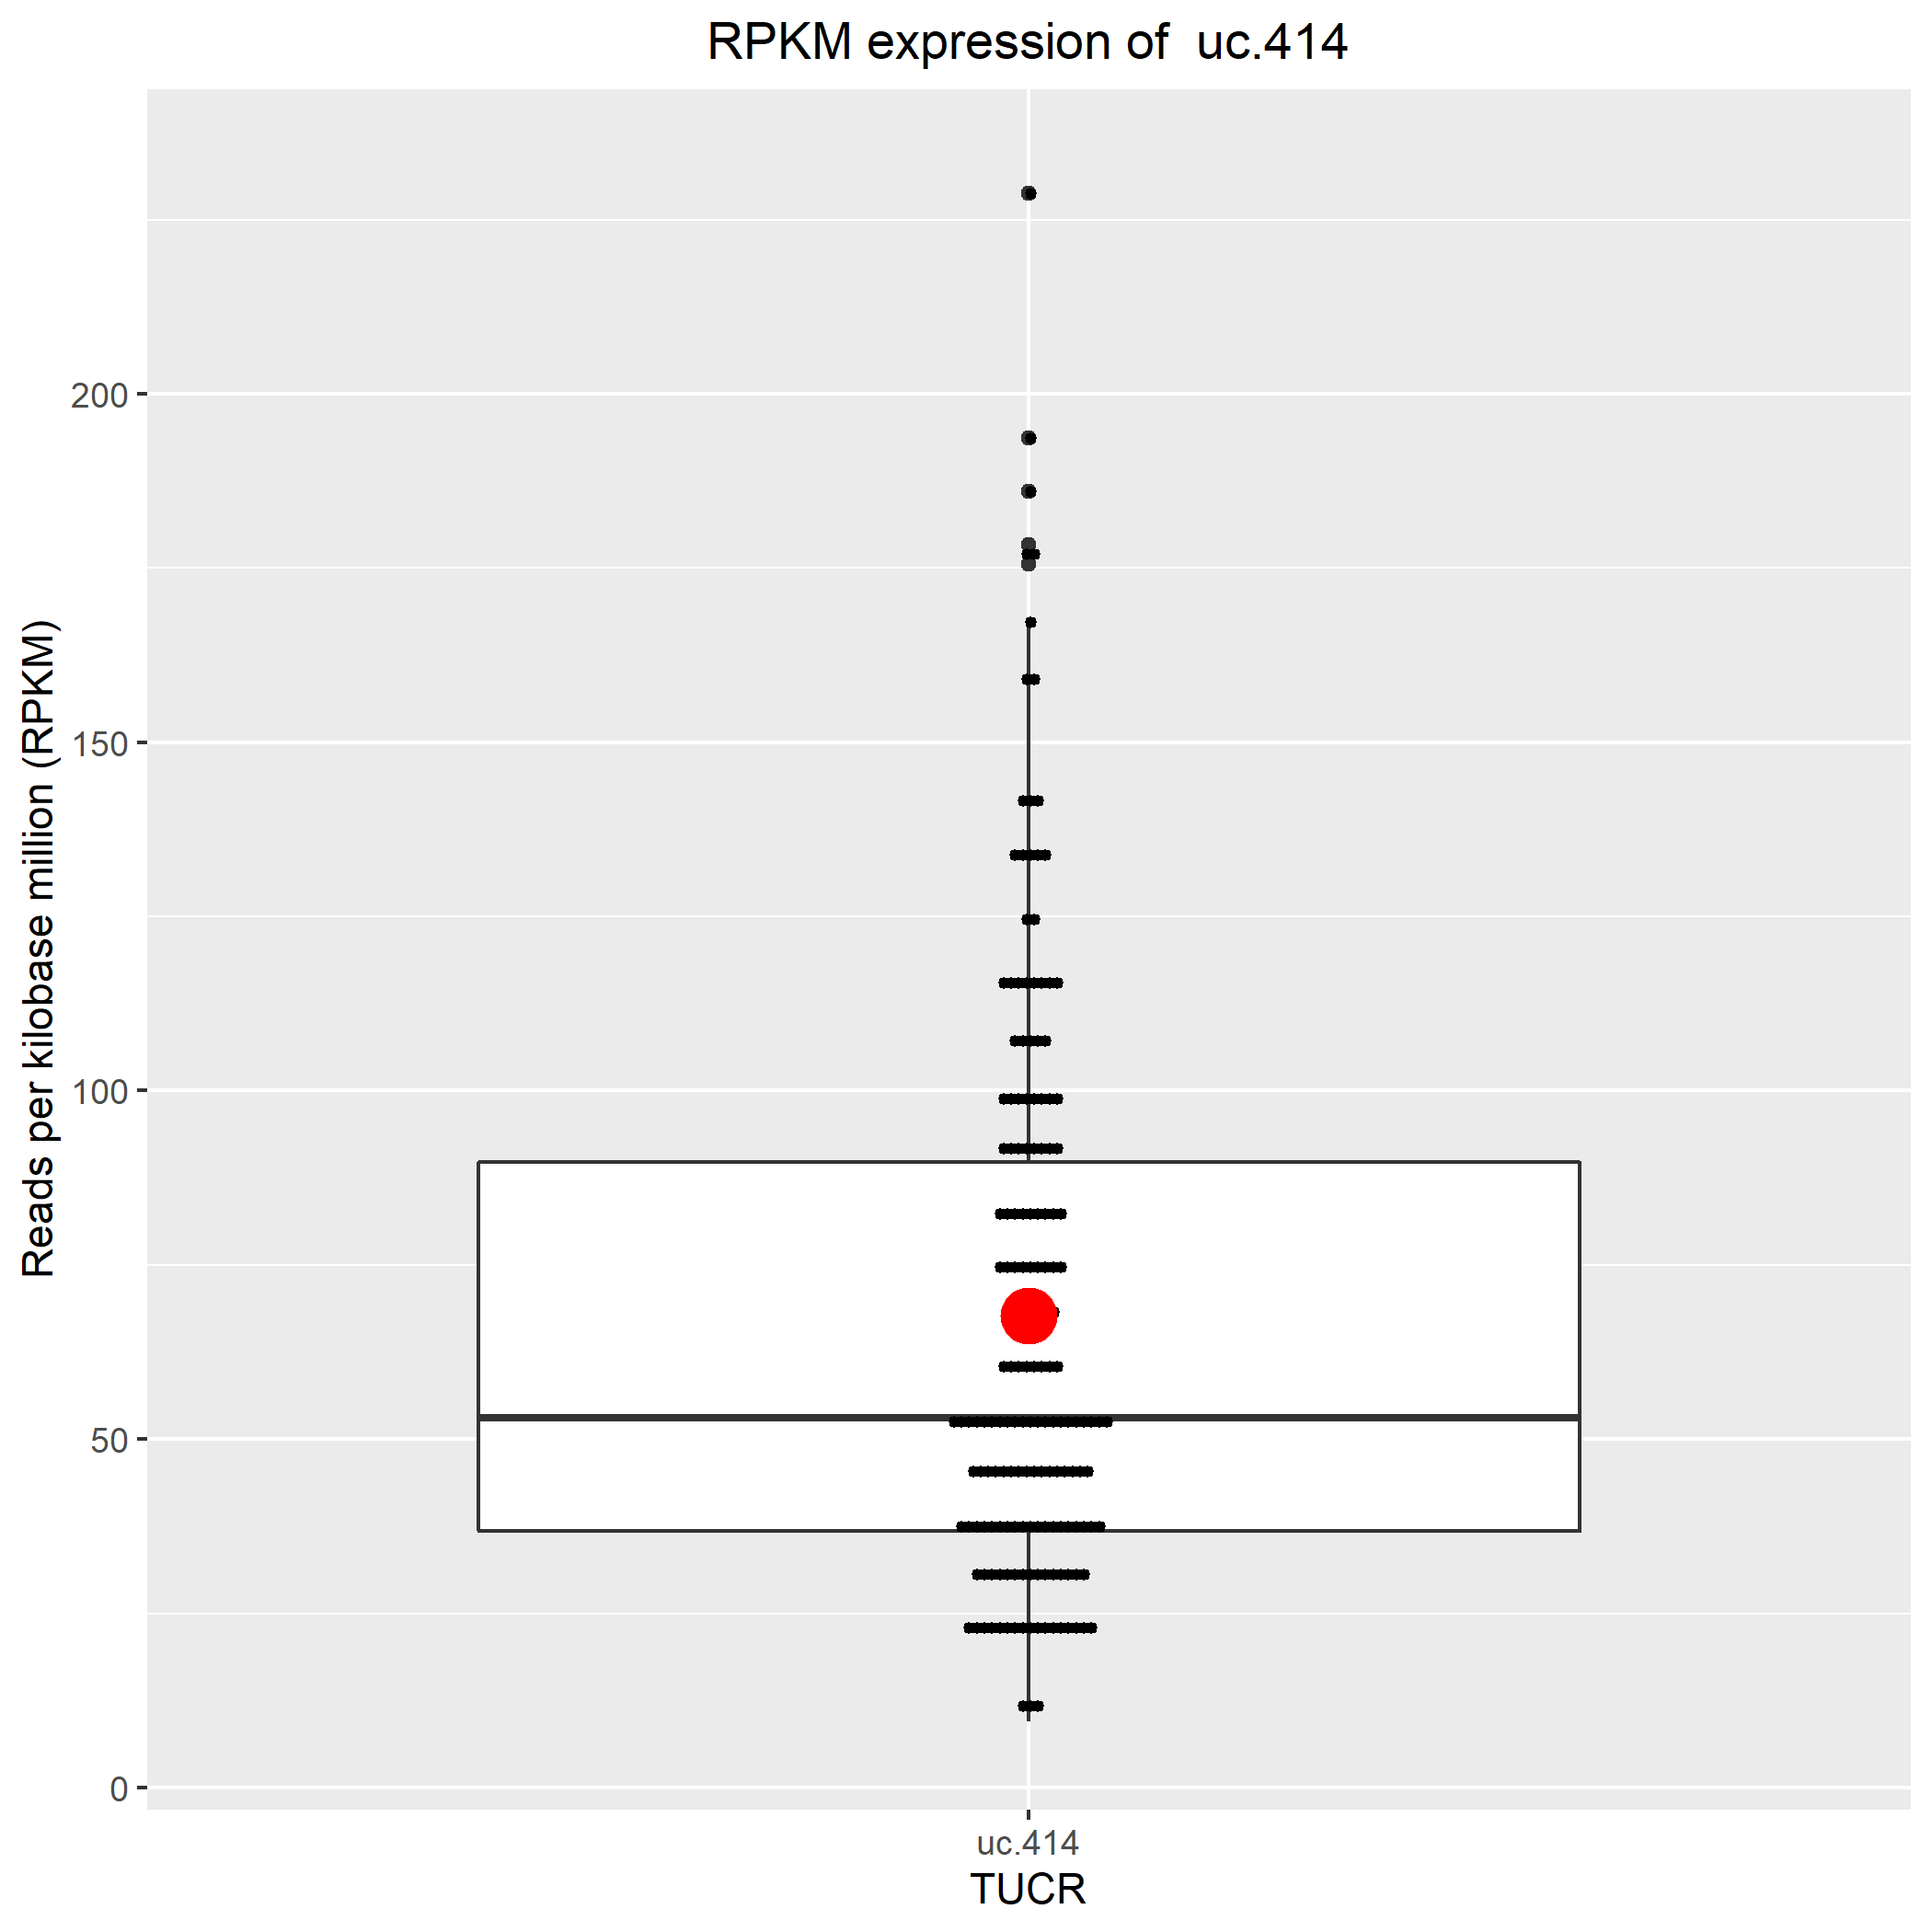 RPKM expression of  uc.414
Reads per kilobase million (RPKM)
200
150
100
50
0
uc.414
TUCR